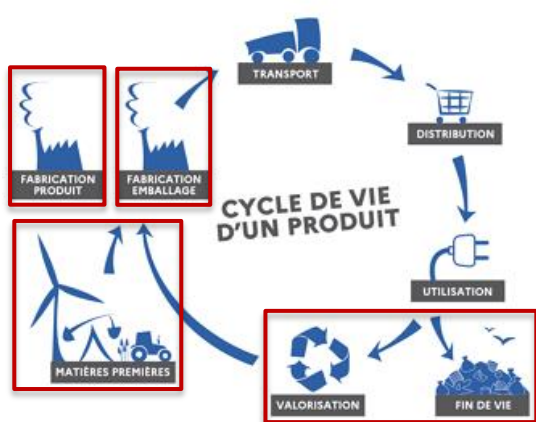 TRANSPORT
DISTRIBUTION
FABRICATION
PRODUIT
FABRICATION
EMBALLAGE
CYCLE DE VIE
D'UN PRODUIT
UTILISATION
MATIÈRES PREMIÈRES
VALORISATION
FIN DE VIE